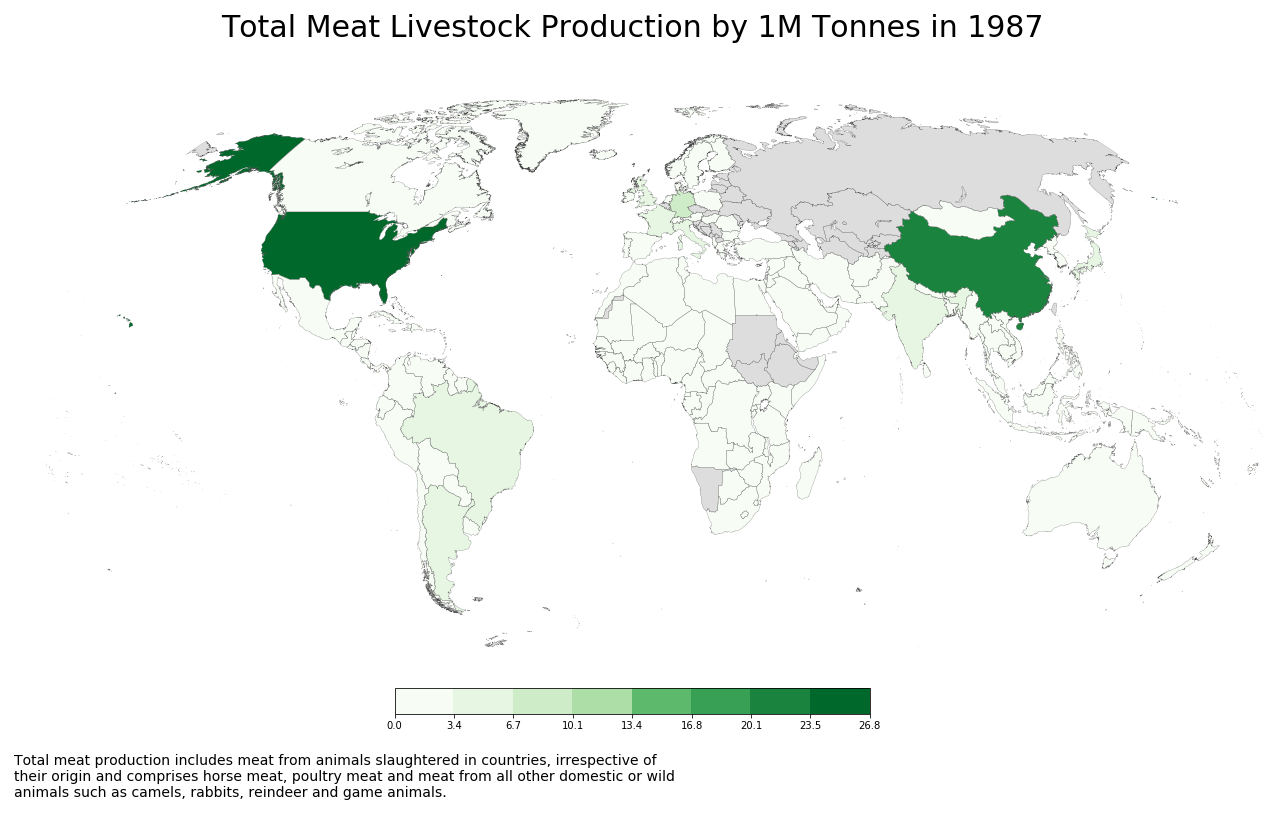 Total Meat Livestock Production by 1M Tonnes in 1987
0.0 3.4 6.7 10.1 13.4 16.8 20.1 23.5 26.8
Total meat production includes meat from animals slaughtered in countries, irrespective of
their origin and comprises horse meat, poultry meat and meat from all other domestic or wild
animals such as camels, rabbits, reindeer and game animals.